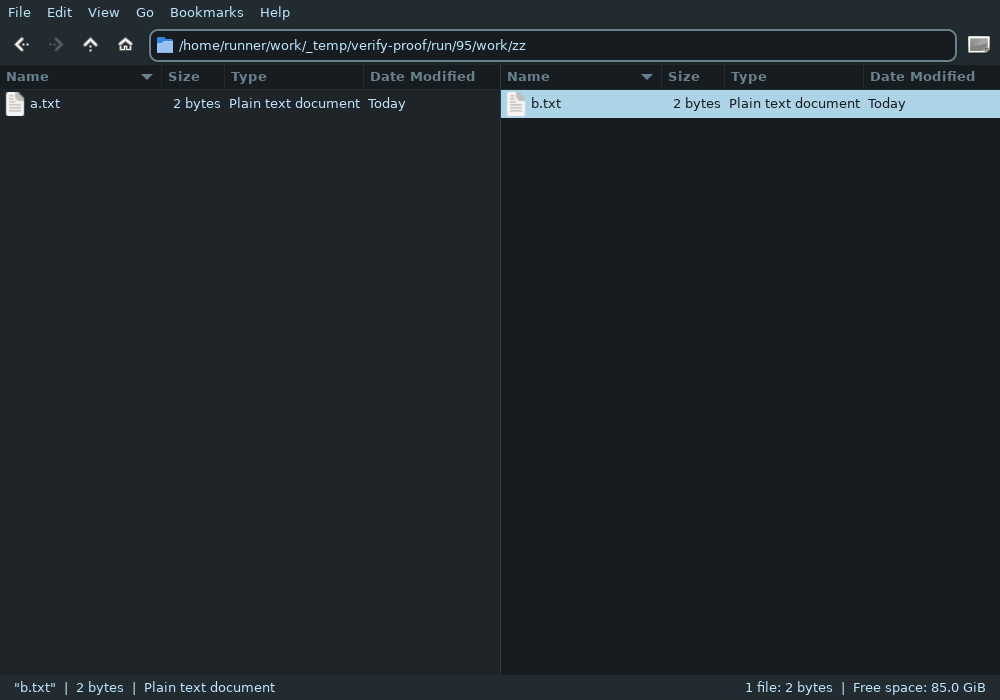 File Edit View Go Bookmarks Help
/home/runner/work/_temp/verify-proof/run/95/work/zz
Name Size Type Date Modified Name Size Type Date Modified
a.txt 2 bytes Plain text document Today b.txt 2 bytes Plain text document Today
"b.txt" | 2 bytes | Plain text document 1 file: 2 bytes | Free space: 85.0 GiB